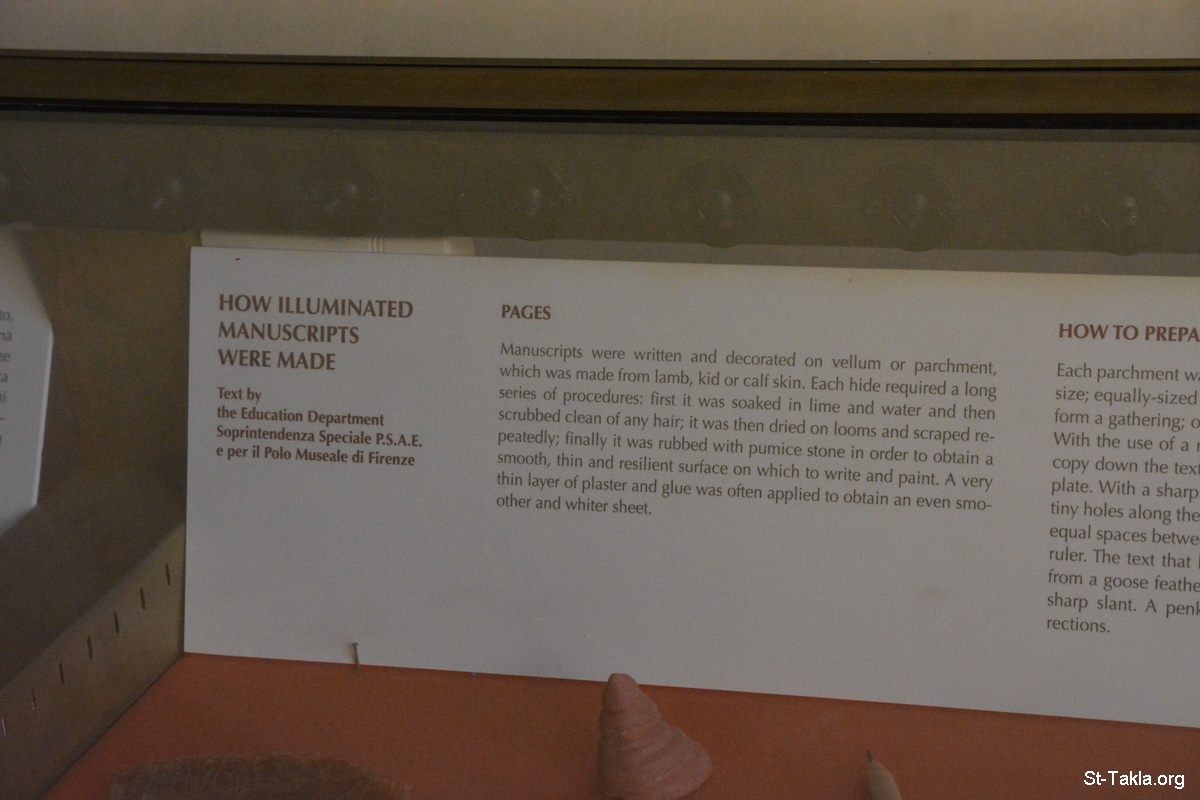 HOW ILLUMINATED
MANUSCRIPTS
WERE MADE
Text by
the Education Department
Soprintendenza Speciale P.S.A.E.
e per il Polo Museale di Firenze
PAGES
Manuscripts were written and decorated on vellum or parchment,
which was made from lamb, kid or calf skin. Each hide required a long
series of procedures: first it was soaked in lime and water and then
scrubbed clean of any hair; it was then dried on looms and scraped re-
peatedly; finally it was rubbed with pumice stone in order to obtain a
smooth, thin and resilient surface on which to write and paint. A very
thin layer of plaster and glue was often applied to obtain an even smo-
other and whiter sheet.
HOW TO PREPA
Each parchment wa
size; equally-sized
form a gathering; o
With the use of a
copy down the text
plate. With a sharp
tiny holes along the
equal spaces betwe
ruler. The text that
from a goose feathe
sharp slant. A penk
rections.
St-Takla.org